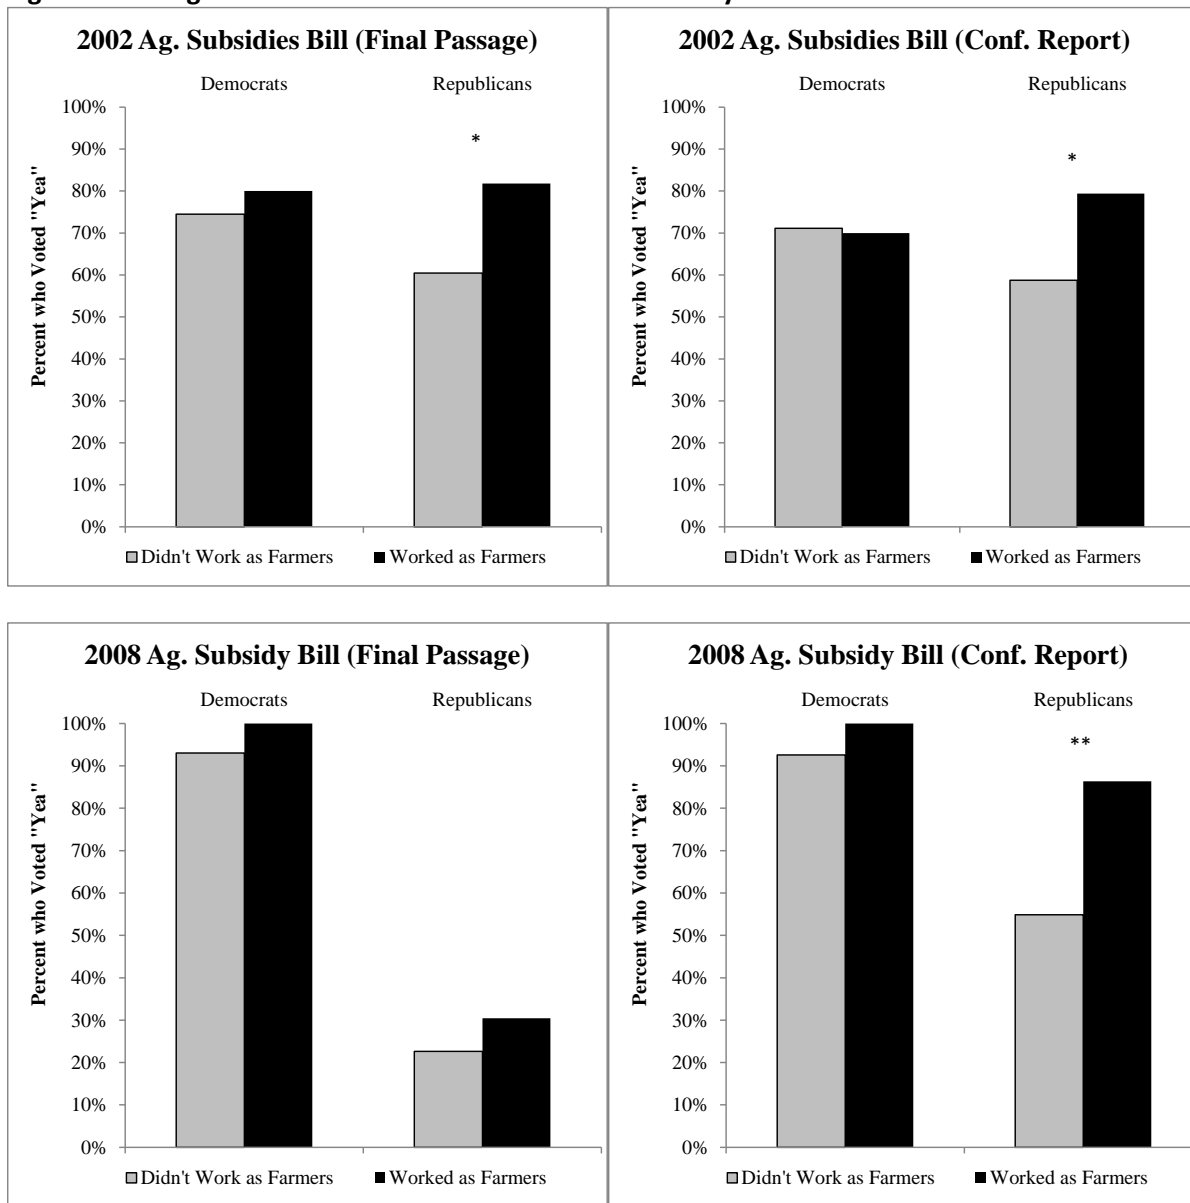 2002 Ag. Subsidies Bill (Final Passage)
Democrats Republicans
100%
90%
80%
70%
60%
50%
40%
30%
20%
10%
0%
Percent who Voted "Yea"
*
Didn't Work as Farmers Worked as Farmers
2002 Ag. Subsidies Bill (Conf. Report)
Democrats Republicans
100%
90%
80%
70%
60%
50%
40%
30%
20%
10%
0%
Percent who Voted "Yea"
*
Didn't Work as Farmers Worked as Farmers
2008 Ag. Subsidy Bill (Final Passage)
Democrats Republicans
100%
90%
80%
70%
60%
50%
40%
30%
20%
10%
0%
Percent who Voted "Yea"
Didn't Work as Farmers Worked as Farmers
2008 Ag. Subsidy Bill (Conf. Report)
Democrats Republicans
100%
90%
80%
70%
60%
50%
40%
30%
20%
10%
0%
Percent who Voted "Yea"
**
Didn't Work as Farmers Worked as Farmers